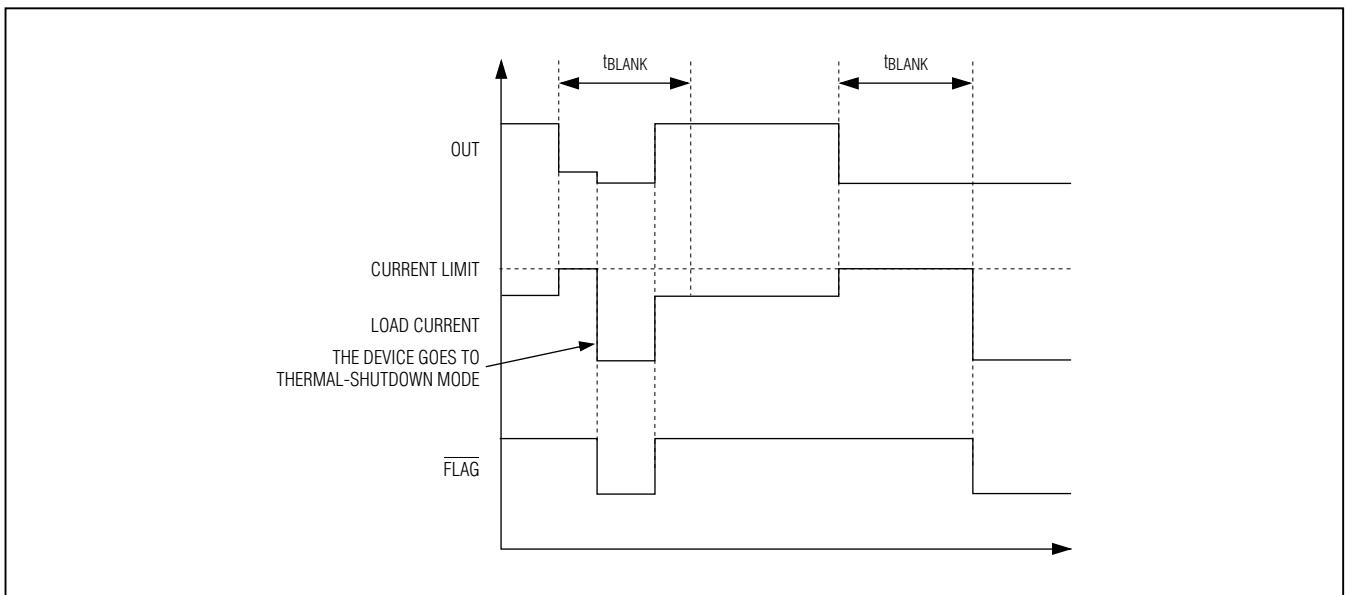 tBLANK
tBLANK
OUT
CURRENT LIMIT
LOAD CURRENT
THE DEVICE GOES TO
THERMAL-SHUTDOWN MODE
FLAG